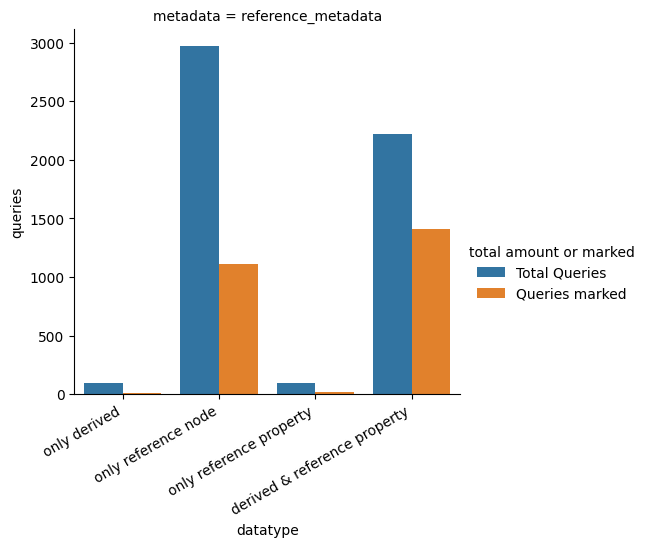 metadata = reference_metadata
3000
2500
2000
1500
1000
500
0
queries
only derived
only reference node
only reference property
derived & reference property
datatype
total amount or marked
Total Queries
Queries marked